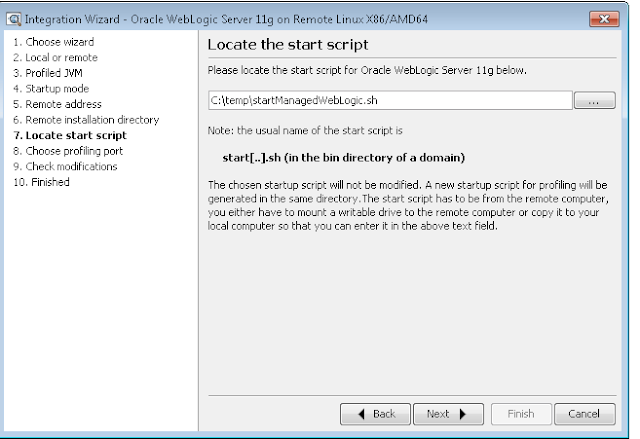 Integration Wizard - Oracle WebLogic Server 11g on Remote Linux X86/AMD64
1. Choose wizard
2. Local or remote
3. Profiled JVM
4. Startup mode
5. Remote address
6. Remote installation directory
7. Locate start script
8. Choose profiling port
9. Check modifications
10. Finished
Locate the start script
Please locate the start script for Oracle WebLogic Server 11g below.
C:\temp\startManagedWebLogic.sh
...
Note: the usual name of the start script is
start[..].sh (in the bin directory of a domain)
The chosen startup script will not be modified. A new startup script for profiling will be
generated in the same directory.The start script has to be from the remote computer,
you either have to mount a writable drive to the remote computer or copy it to your
local computer so that you can enter it in the above text field.
Back
Next
Finish
Cancel